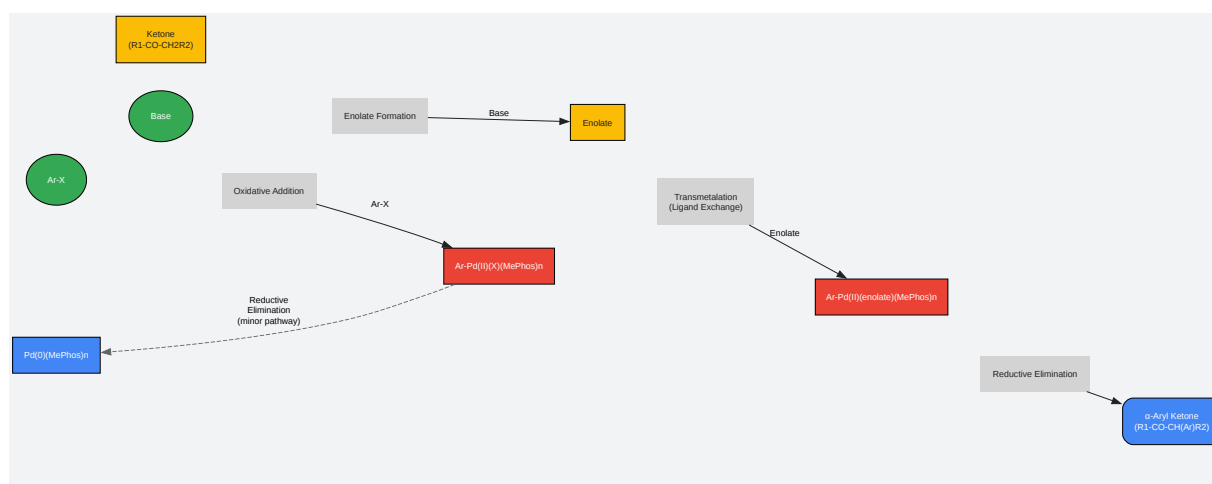 Ketone
(R1-CO-CH2R2)
Base
Enolate Formation
Base
Enolate
Ar-X
Oxidative Addition
Ar-X
Transmetalation
(Ligand Exchange)
Enolate
Ar-Pd(II)(X)(MePhos)n
Ar-Pd(II)(enolate)(MePhos)n
Reductive
Elimination
(minor pathway)
Pd(0)(MePhos)n
Reductive Elimination
α-Aryl Ketone
(R1-CO-CH(Ar)R2)